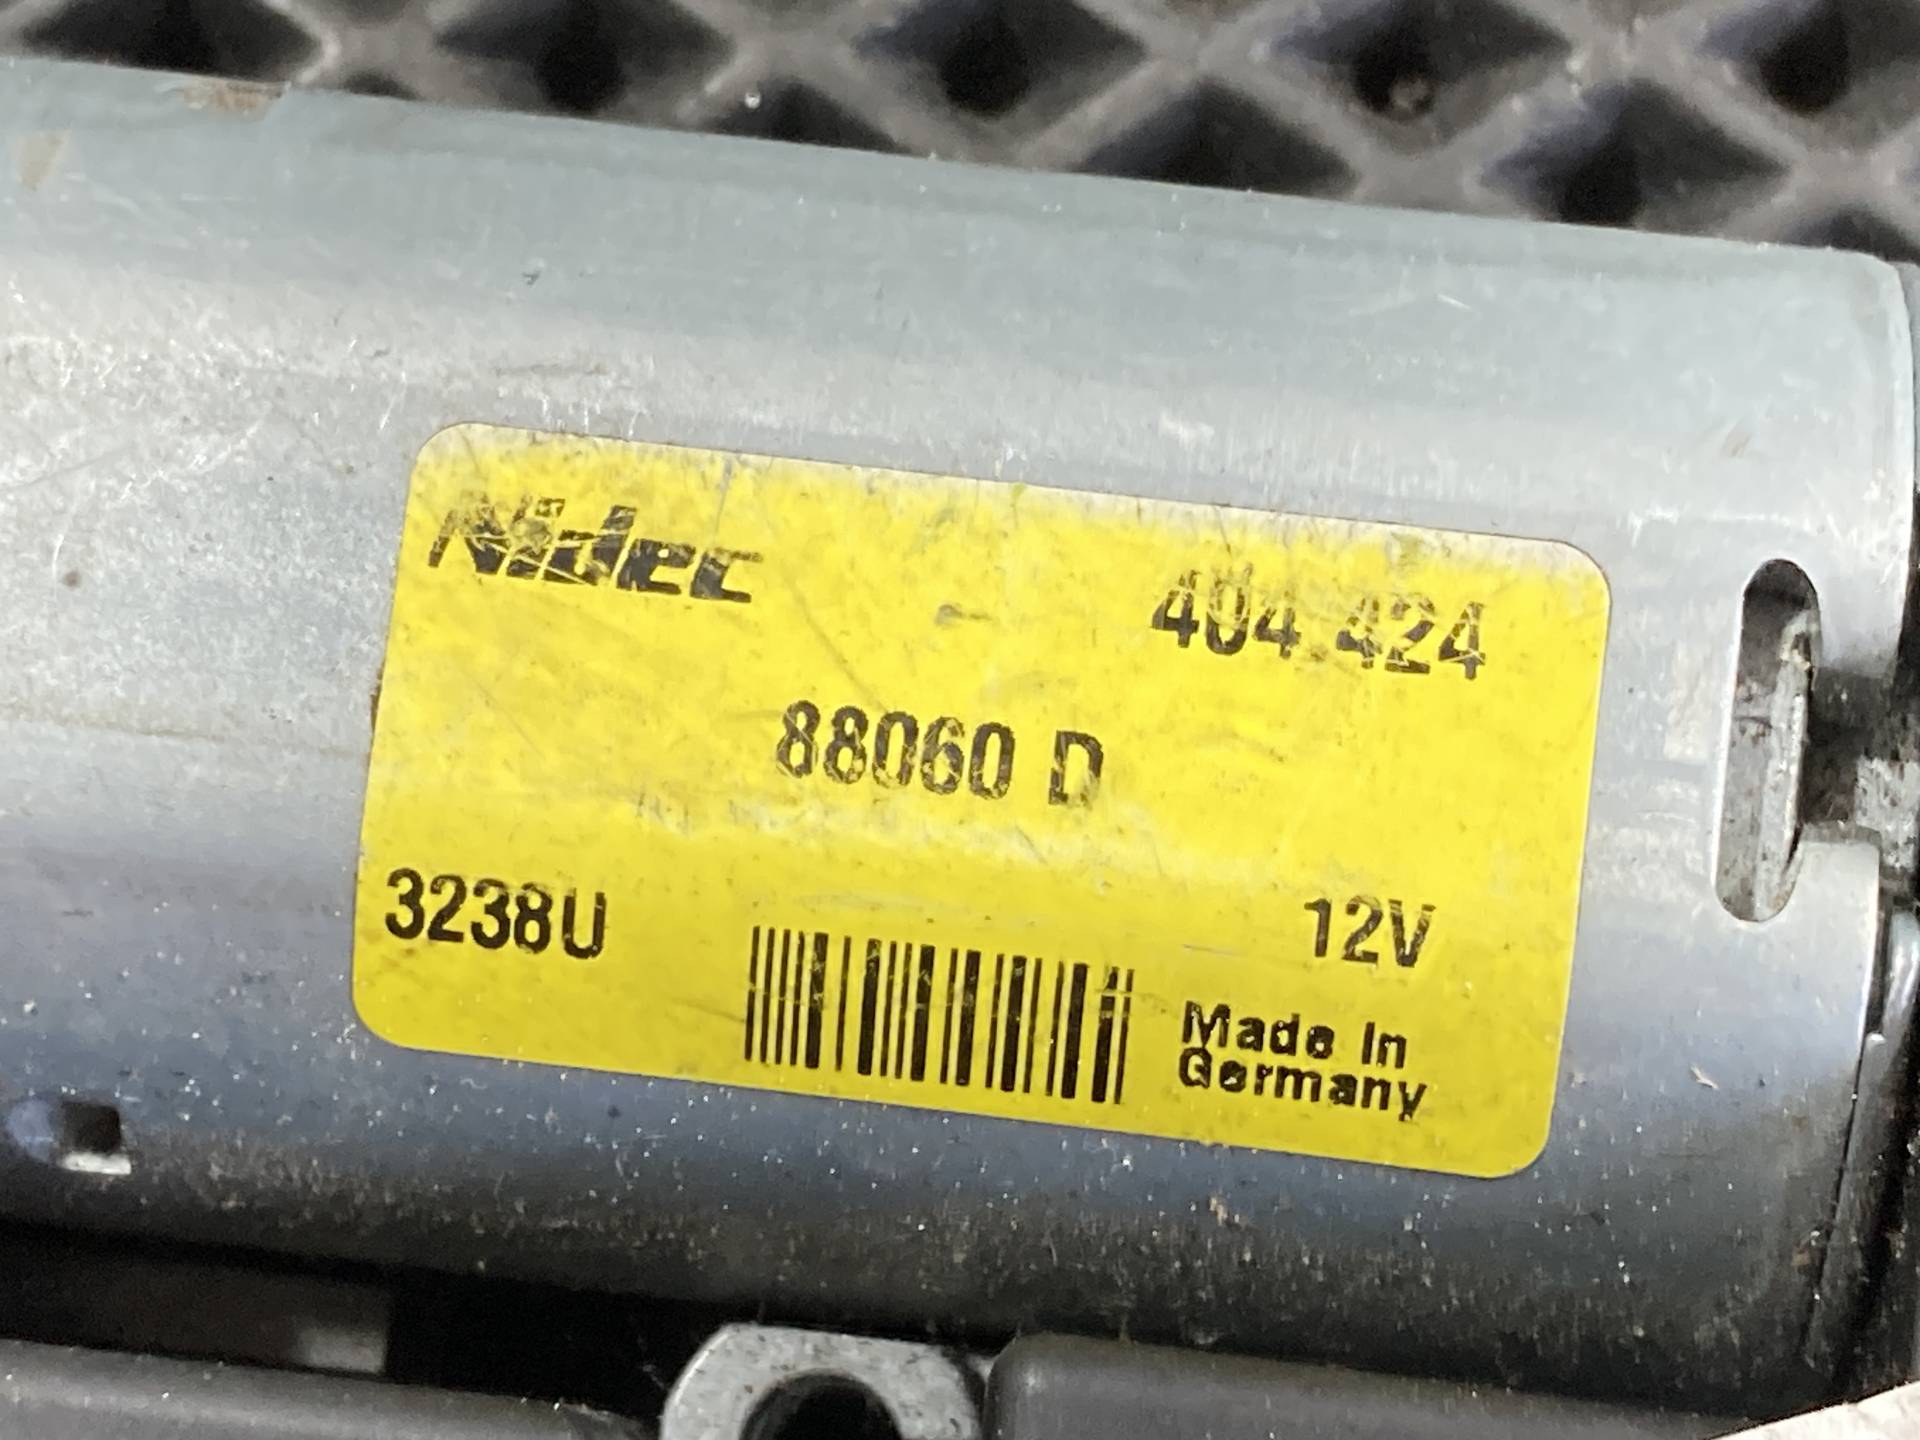 Nidec
404.424
88060 D
3238U
12V
Made In
Germany